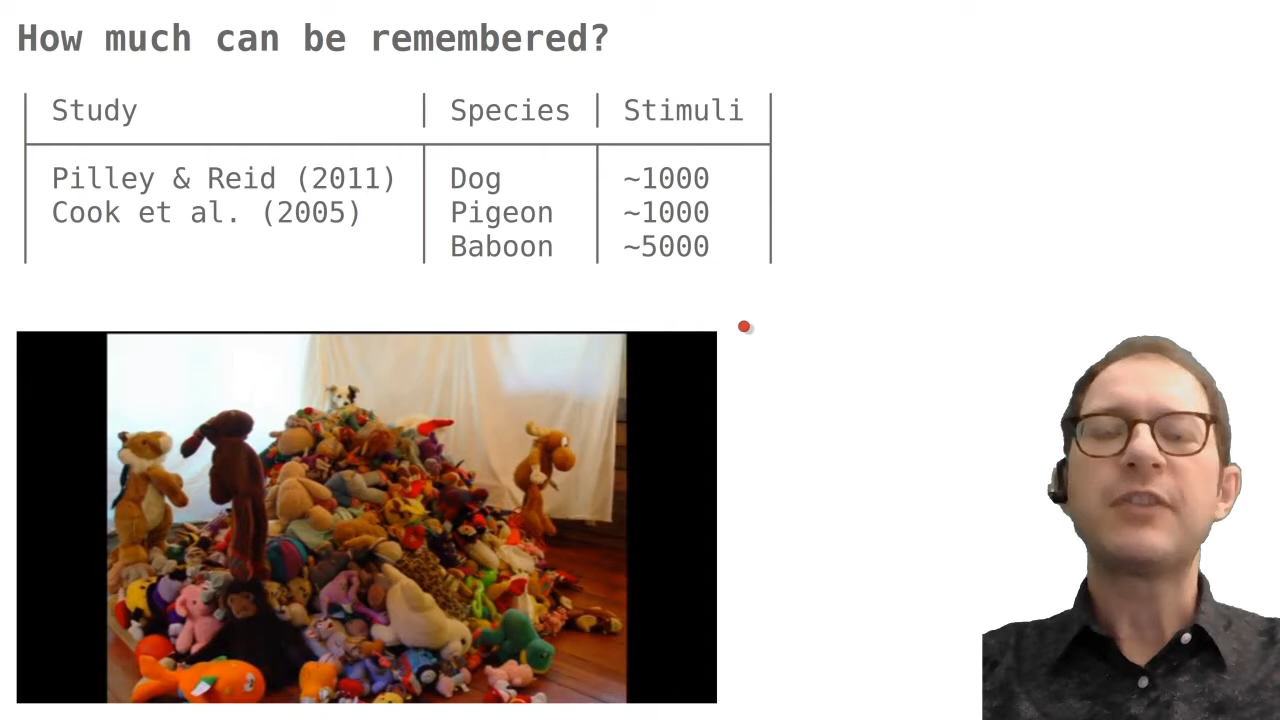 How much can be remembered?
Study Species Stimuli
Pilley & Reid (2011) Dog ~1000
Cook et al. (2005) Pigeon ~1000
Baboon ~5000